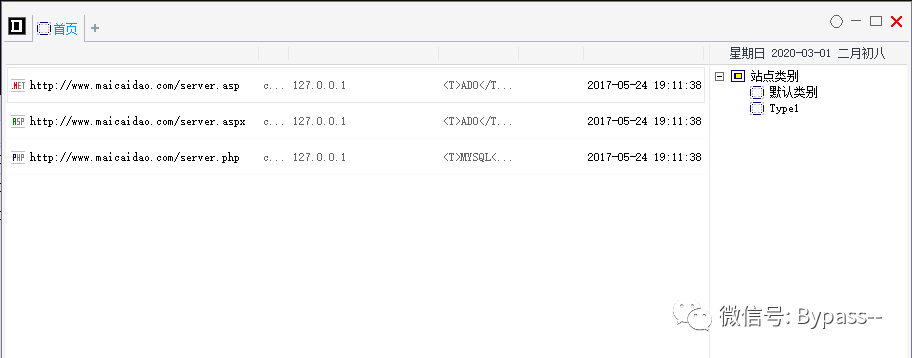 首页 +
星期日 2020-03-01 二月初八
.NET http://www.maicaidao.com/server.asp c... 127.0.0.1 <T>ADO</T... 2017-05-24 19:11:38
ASP http://www.maicaidao.com/server.aspx c... 127.0.0.1 <T>ADO</T... 2017-05-24 19:11:38
PHP http://www.maicaidao.com/server.php c... 127.0.0.1 <T>MYSQL<... 2017-05-24 19:11:38
站点类别
默认类别
Type1
微信号: Bypass--